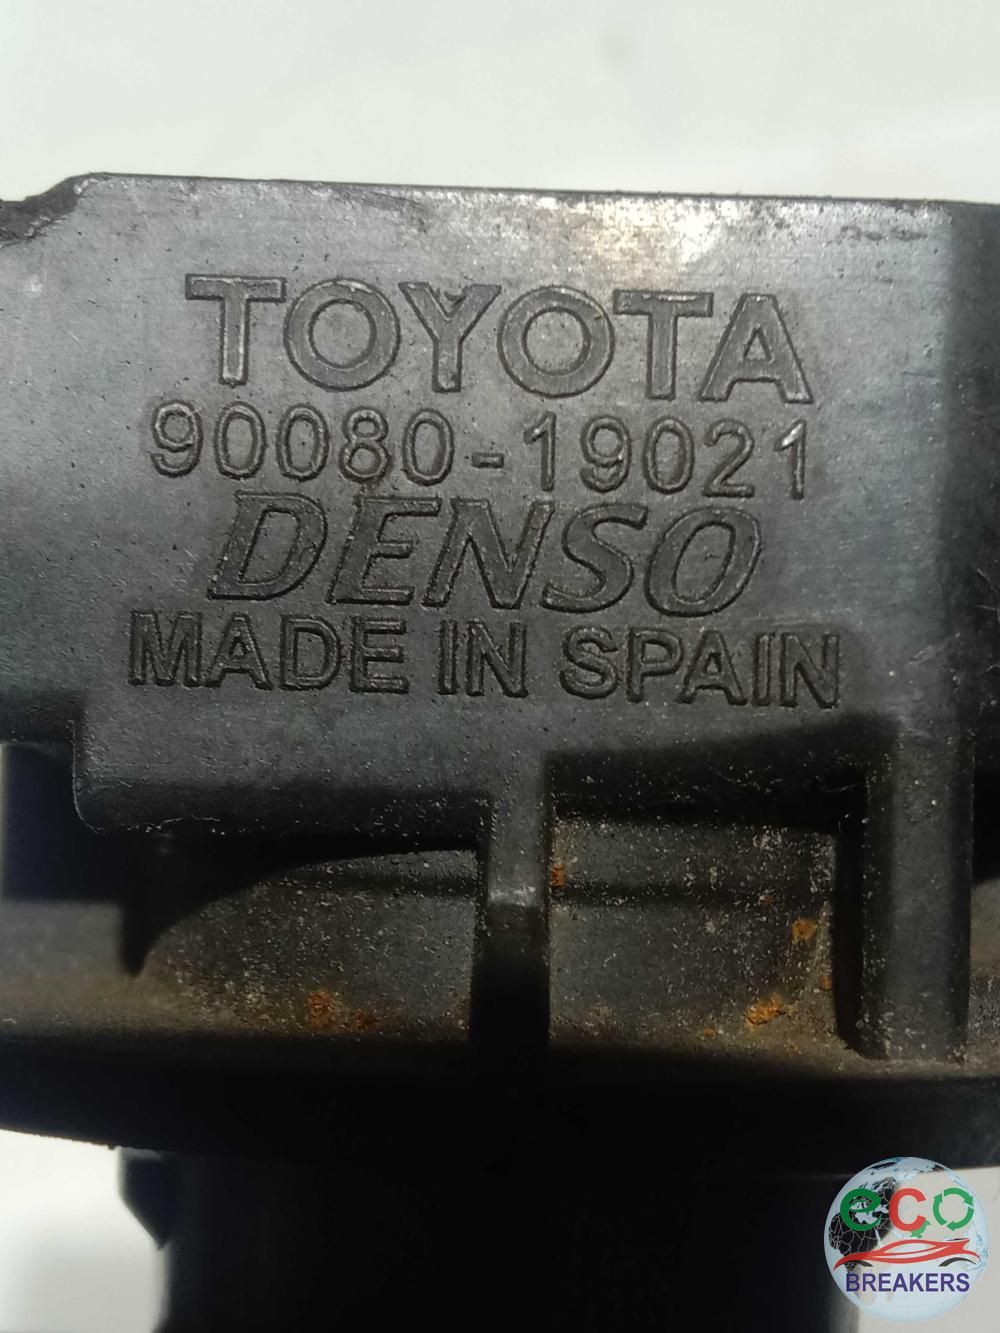 TOYOTA
90080-19021
DENSO
MADE IN SPAIN
eco
BREAKERS